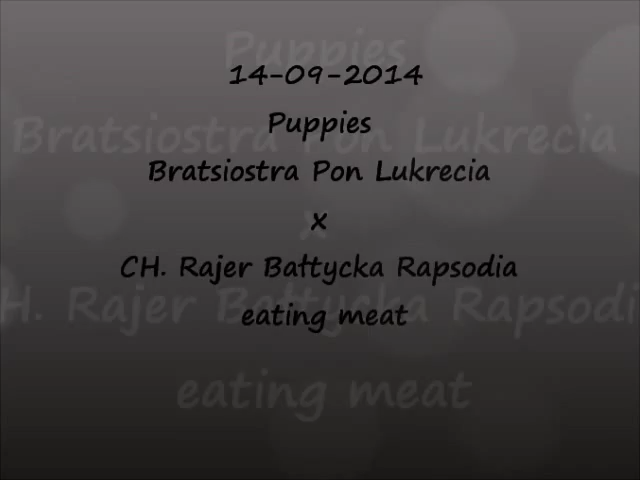 14-09-2014
Puppies
Bratsiostra Pon Lukrecia
x
CH. Rajer Bałtycka Rapsodia
eating meat